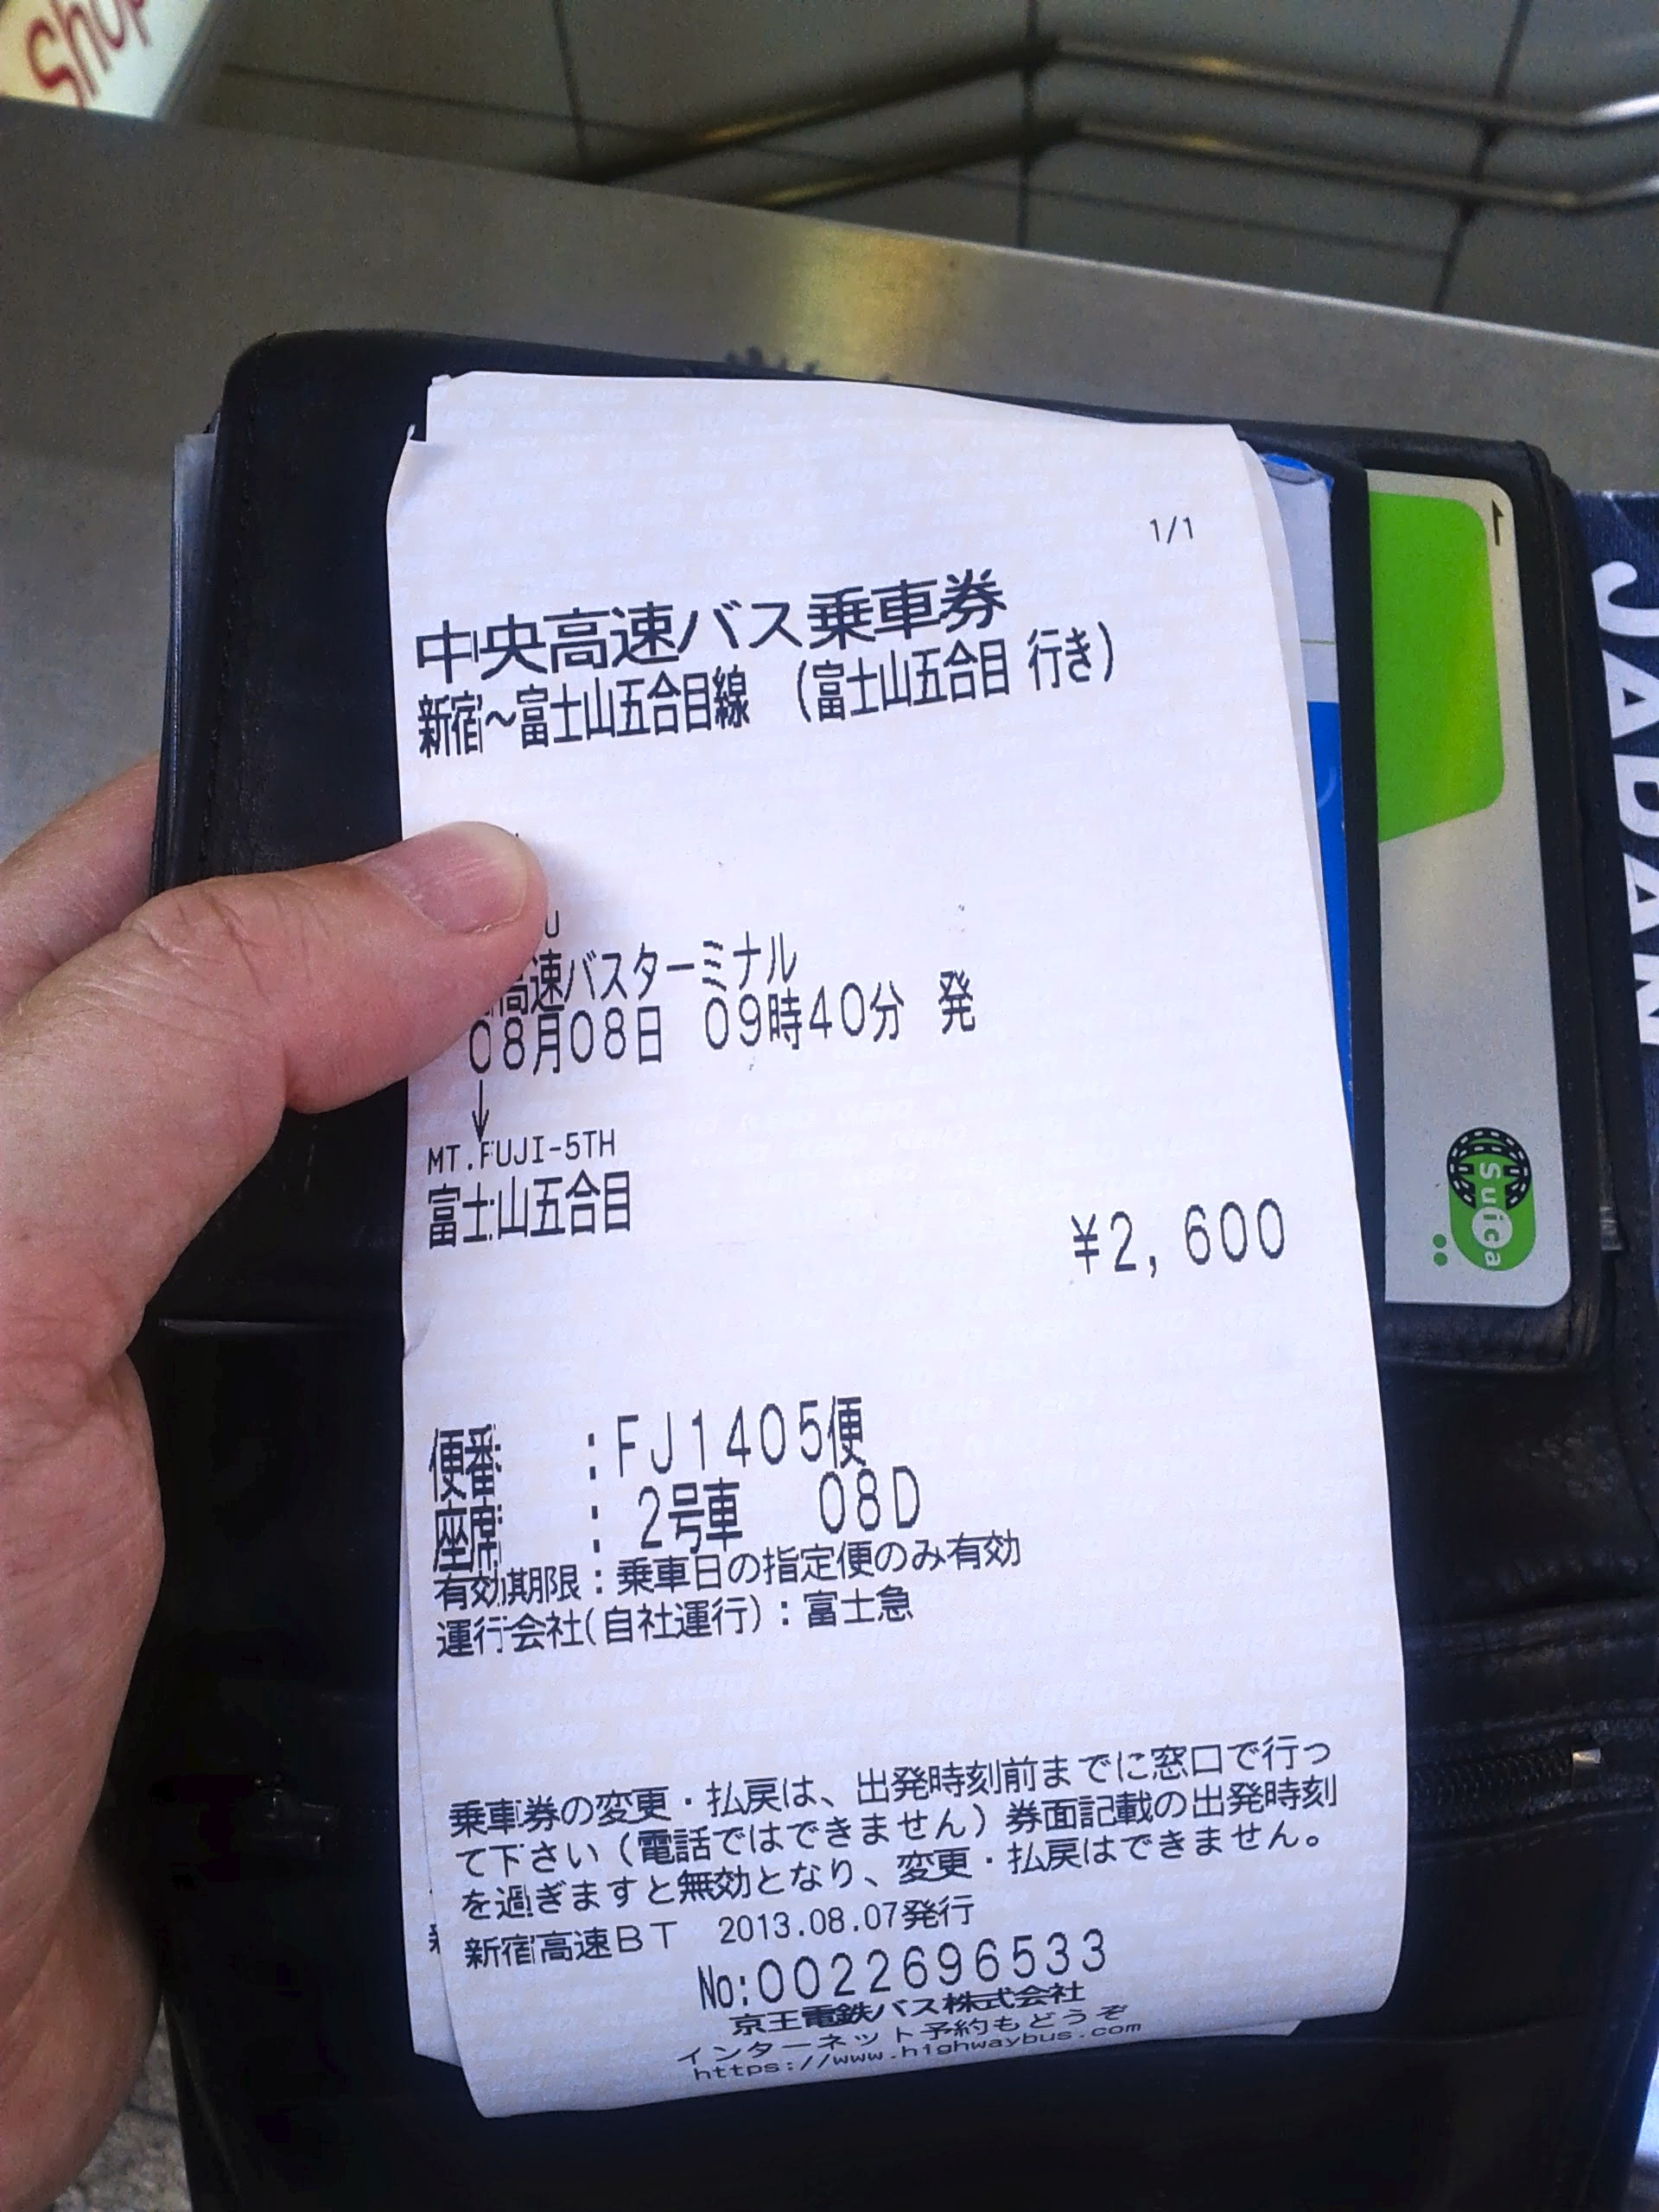 Shop
1/1
中央高速バス乗車券
新宿～富士山五合目線 (富士山五合目 行き)
U
高速バスターミナル
08月08日 09時40分 発
↓
MT.FUJI-5TH
富士山五合目
¥2,600
便番 :FJ1405便
座席 : 2号車 08D
有効期限:乗車日の指定便のみ有効
運行会社(自社運行):富士急
乗車券の変更・払戻は、出発時刻前までに窓口で行っ
て下さい(電話ではできません)券面記載の出発時刻
を過ぎますと無効となり、変更・払戻はできません。
新宿高速BT 2013.08.07発行
No:0022696533
京王電鉄バス株式会社
インターネット予約もどうぞ
https://www.highwaybus.com
Suica
JAPAN